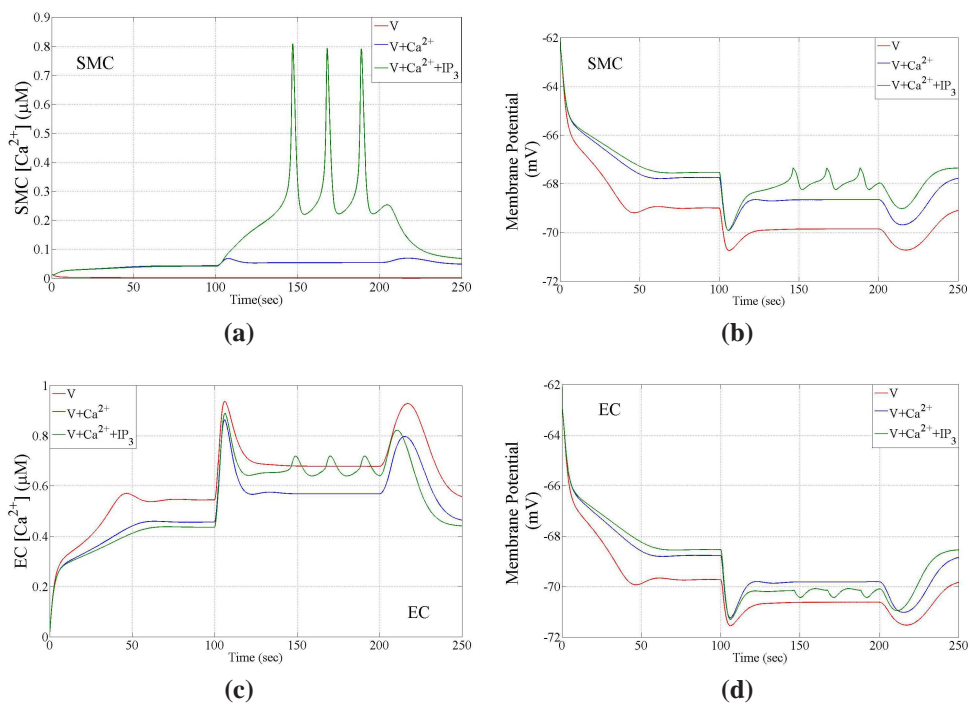 0.9
0.8
0.7
0.6
0.5
0.4
0.3
0.2
0.1
0
SMC [Ca²⁺] (μM)
SMC
V
V+Ca²⁺
V+Ca²⁺+IP₃
0 50 100 150 200 250
Time(sec)
(a)
-62
-64
-66
-68
-70
-72
Membrane Potential
(mV)
SMC
V
V+Ca²⁺
V+Ca²⁺+IP₃
0 50 100 150 200 250
Time (sec)
(b)
1
0.8
0.6
0.4
0.2
0
EC [Ca²⁺] (μM)
V
V+Ca²⁺
V+Ca²⁺+IP₃
EC
0 50 100 150 200 250
Time (sec)
(c)
-62
-64
-66
-68
-70
-72
Membrane Potential
(mV)
EC
V
V+Ca²⁺
V+Ca²⁺+IP₃
0 50 100 150 200 250
Time (sec)
(d)